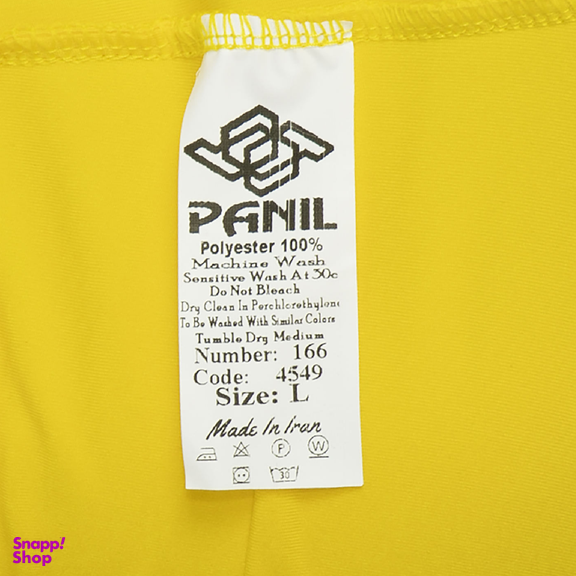 PANIL
Polyester 100%
Machine Wash
Sensitive Wash At 30c
Do Not Bleach
Dry Clean In Perchlorethylene
To Be Washed With Similar Colors
Tumble Dry Medium
Number: 166
Code: 4549
Size: L
Made In Iran
P W
30
Snapp!
Shop